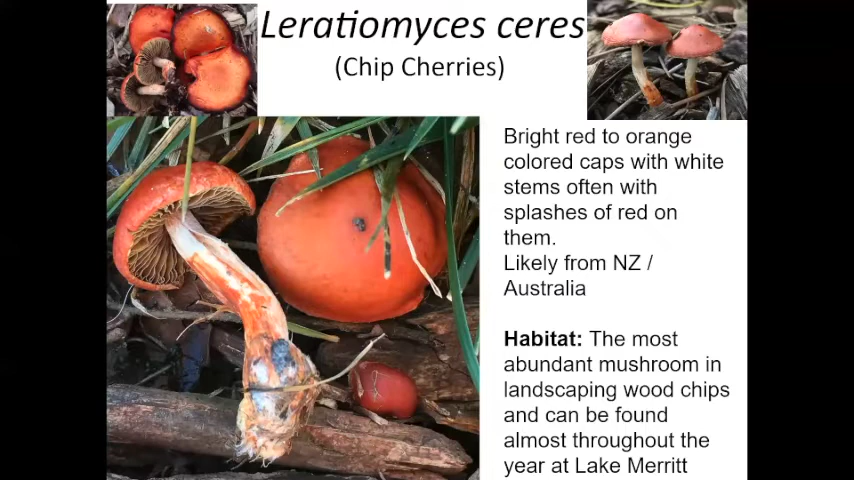 Leratiomyces ceres
(Chip Cherries)
Bright red to orange
colored caps with white
stems often with
splashes of red on
them.
Likely from NZ /
Australia
Habitat: The most
abundant mushroom in
landscaping wood chips
and can be found
almost throughout the
year at Lake Merritt